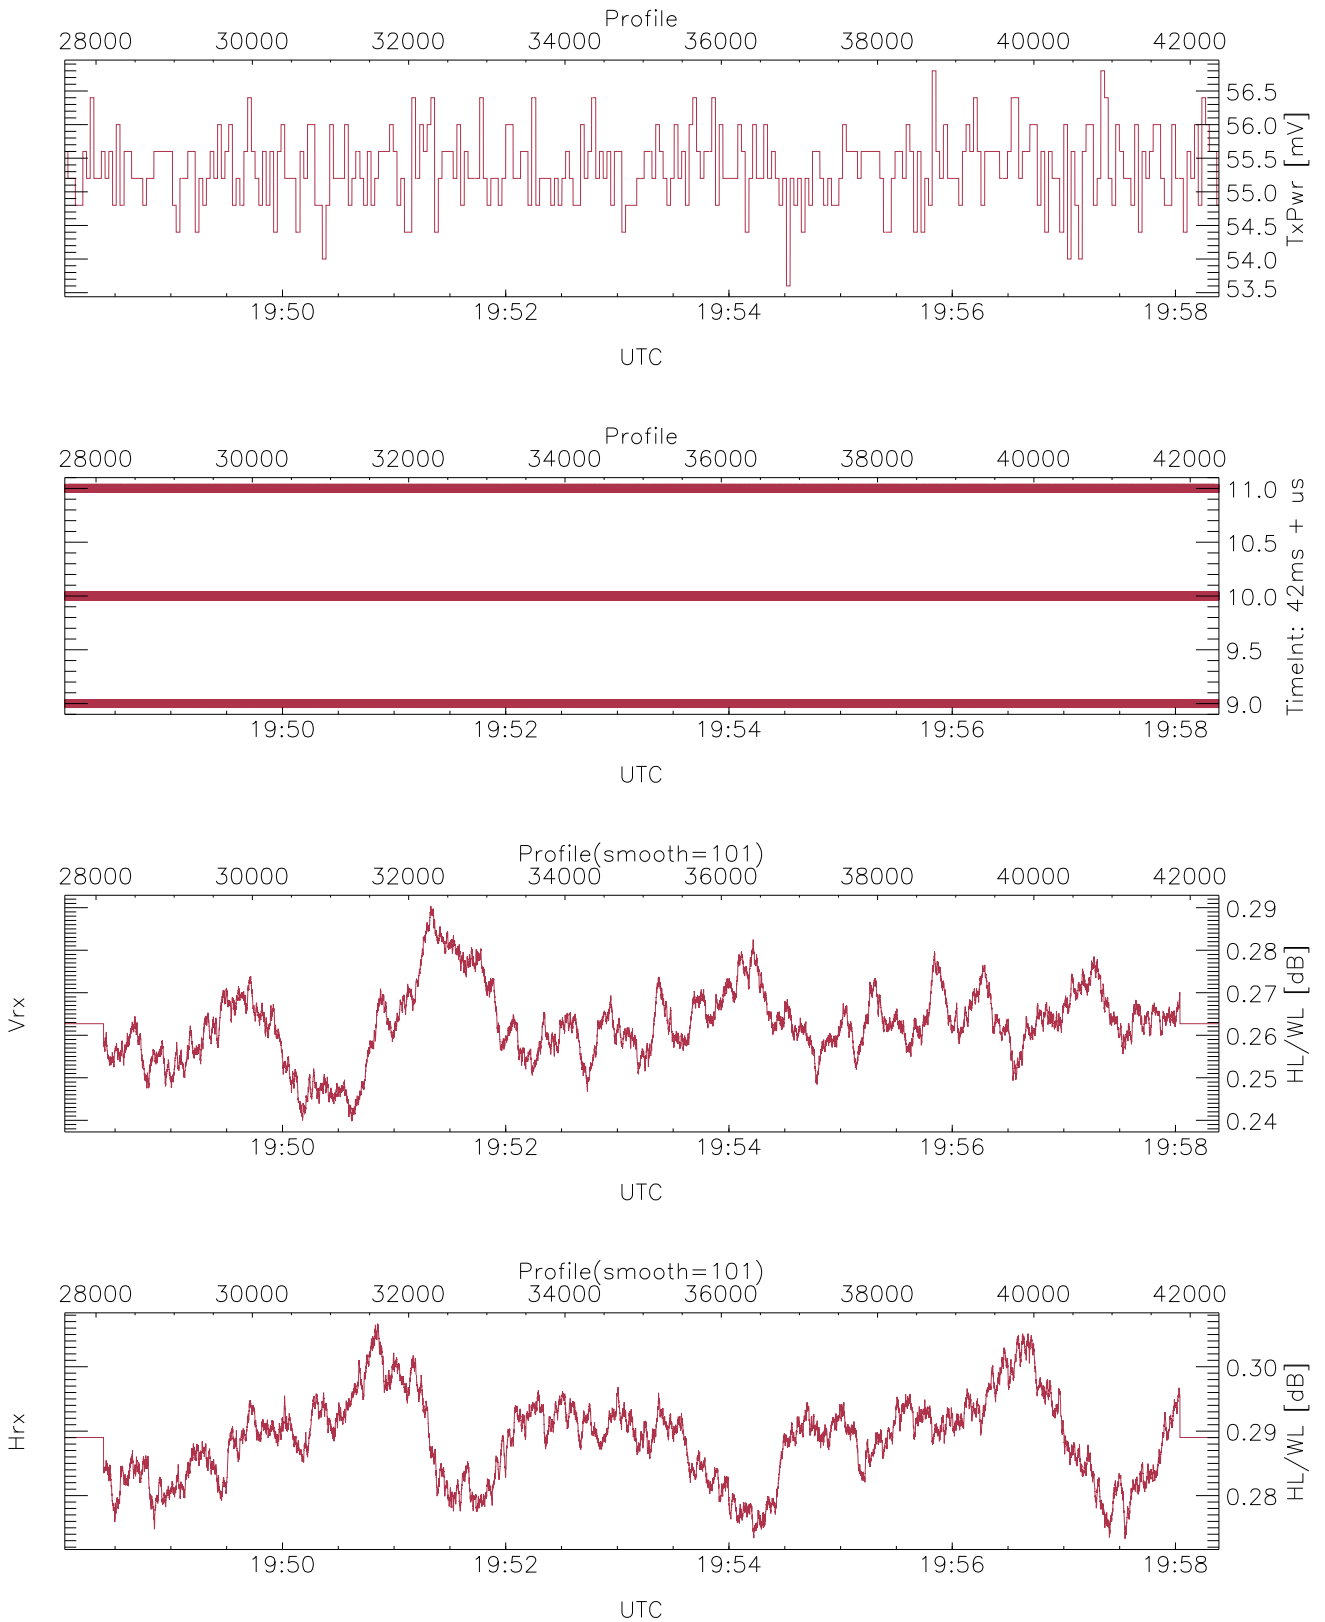 Profile
28000 30000 32000 34000 36000 38000 40000 42000
56.5
56.0
55.5
55.0
54.5
54.0
53.5
TxPwr [mV]
19:50 19:52 19:54 19:56 19:58
UTC
Profile
28000 30000 32000 34000 36000 38000 40000 42000
11.0
10.5
10.0
9.5
9.0
TimeInt: 42ms + us
19:50 19:52 19:54 19:56 19:58
UTC
Profile(smooth=101)
28000 30000 32000 34000 36000 38000 40000 42000
Vrx
0.29
0.28
0.27
0.26
0.25
0.24
HL/WL [dB]
19:50 19:52 19:54 19:56 19:58
UTC
Profile(smooth=101)
28000 30000 32000 34000 36000 38000 40000 42000
Hrx
0.30
0.29
0.28
HL/WL [dB]
19:50 19:52 19:54 19:56 19:58
UTC